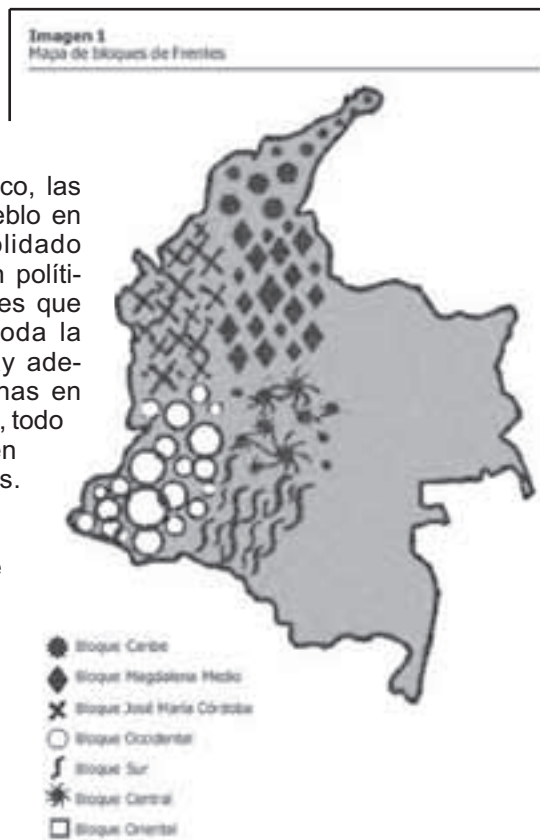 Imagen 1
Mapa de bloques de Frentes
co, las
eblo en
olidado
n políti-
es que
oda la
y ade-
nas en
, todo
en
s.
e
Bloque Caribe
Bloque Magdalena Medio
Bloque José María Córdoba
Bloque Occidental
Bloque Sur
Bloque Central
Bloque Oriental